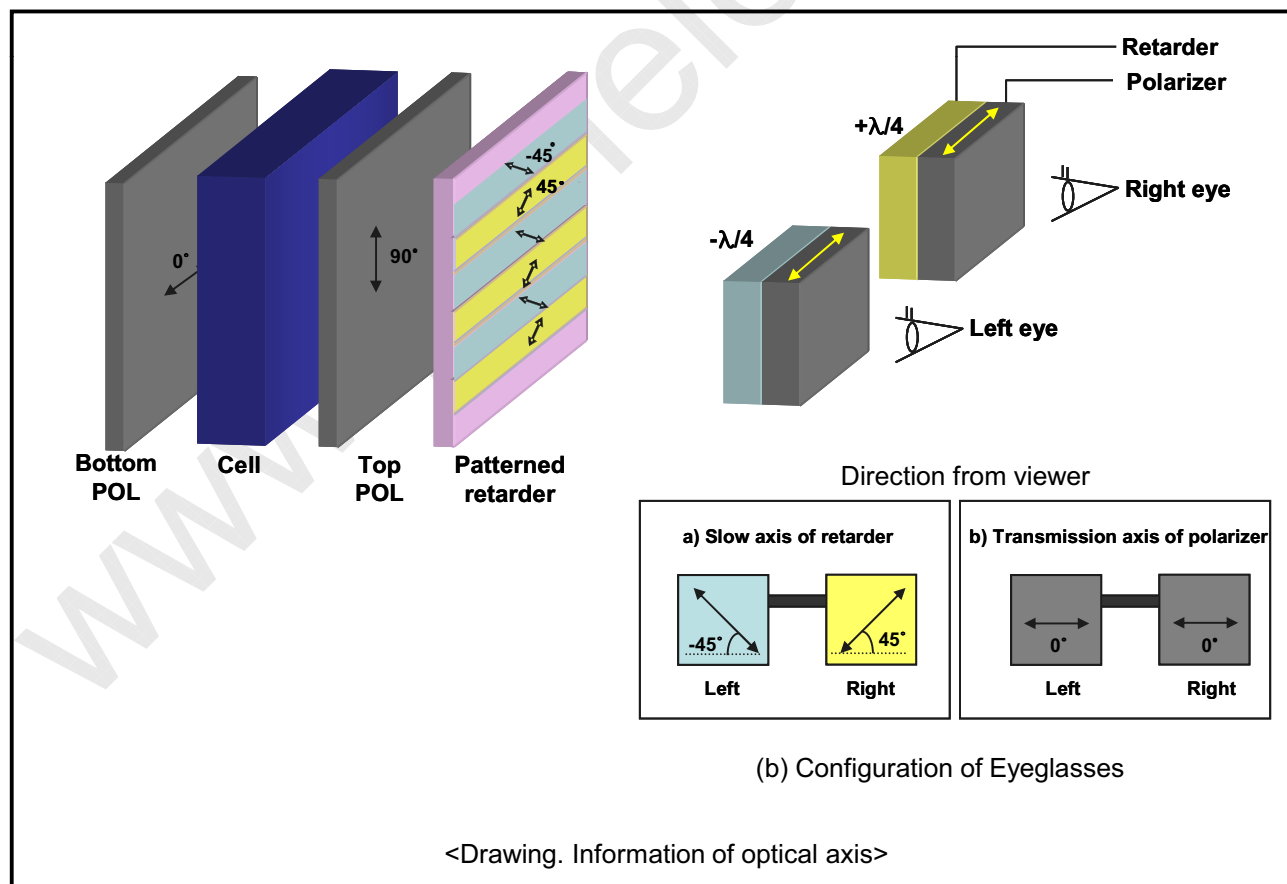 Retarder
Polarizer
+λ/4
-45°
45°
Right eye
-λ/4
0°
90°
Left eye
Bottom
POL
Cell
Top
POL
Patterned
retarder
Direction from viewer
a) Slow axis of retarder
-45°
45°
Left
Right
b) Transmission axis of polarizer
0°
0°
Left
Right
(b) Configuration of Eyeglasses
<Drawing. Information of optical axis>